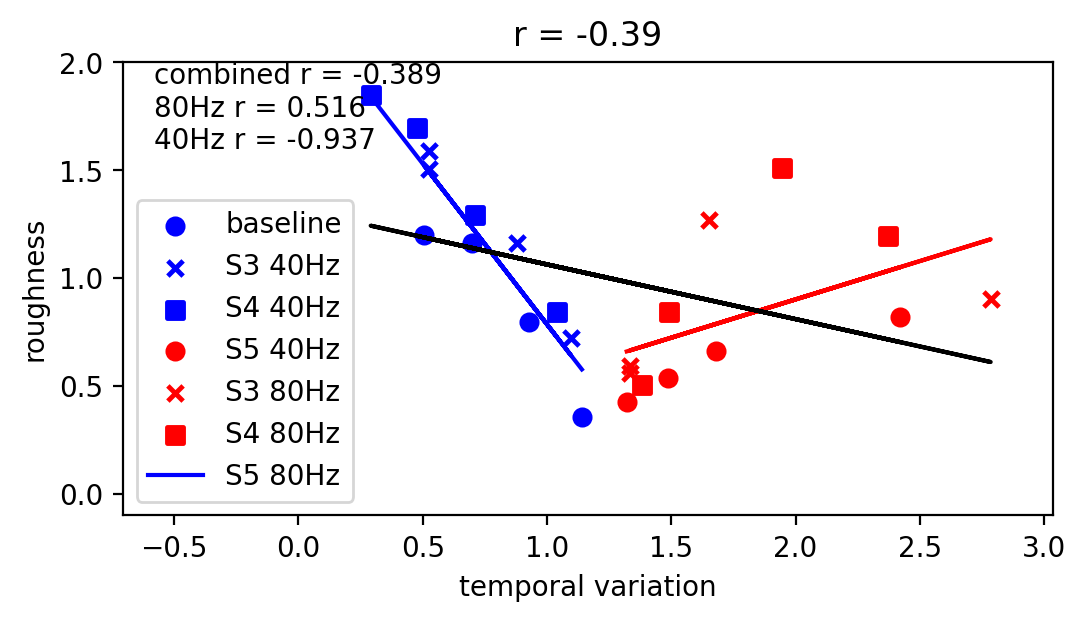 r = -0.39
combined r = -0.389
80Hz r = 0.516
40Hz r = -0.937
2.0
1.5
1.0
0.5
0.0
roughness
baseline
S3 40Hz
S4 40Hz
S5 40Hz
S3 80Hz
S4 80Hz
S5 80Hz
−0.5 0.0 0.5 1.0 1.5 2.0 2.5 3.0
temporal variation